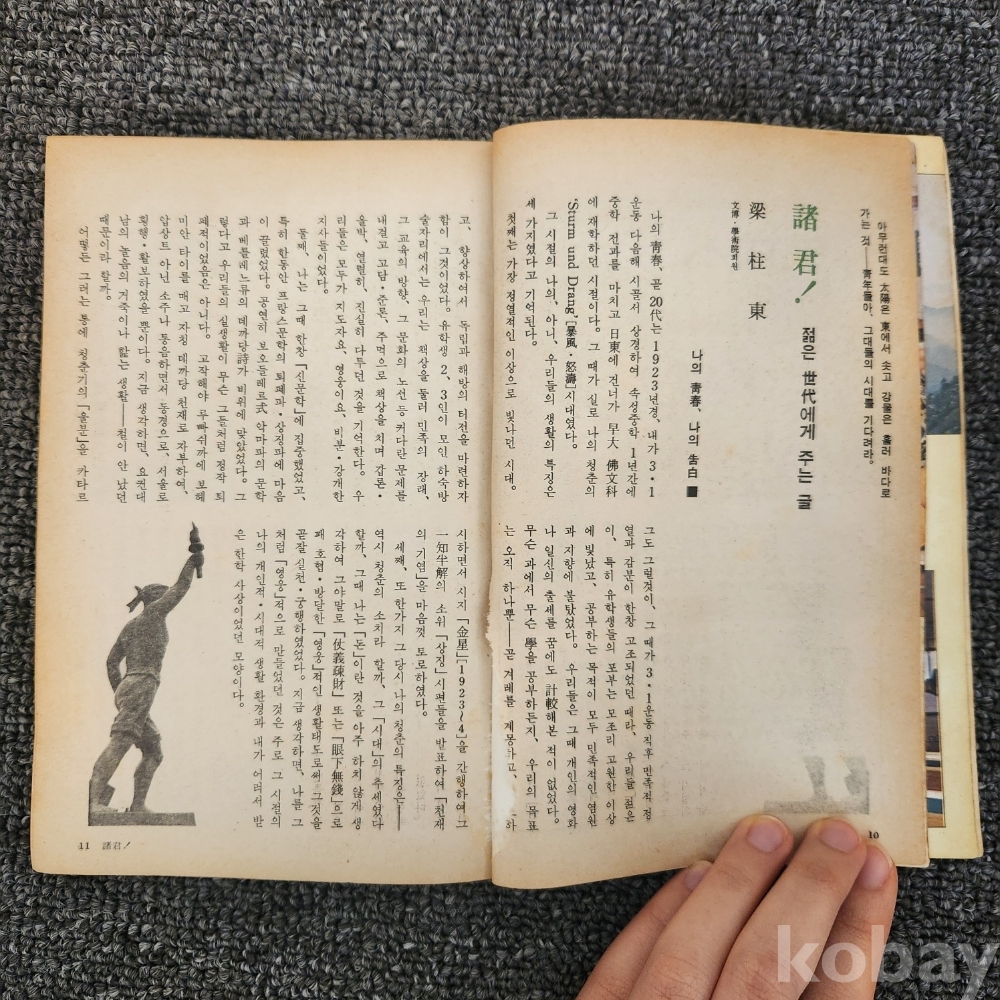 아무런대도 太陽은 東에서 솟고 강물은 흘러 바다로
가는 것——靑年들아, 그대들의 시대를 기다려라.
諸君! 젊은 世代에게 주는 글
梁柱東
文博·學術院회원
나의 靑春, 나의 告白
나의 靑春, 곧 20代는 1923년경, 내가 3·1
운동 다음해 시골서 상경하여 속성중학 1년간에
중학 전과를 마치고 日東에 건너가 早大 佛文科
에 재학하던 시절이다. 그 때가 실로 나의 청춘의
'Sturm und Drang'[暴風·怒濤]시대였다.
그 시절의 나의, 아니, 우리들의 생활의 특징은
세 가지였다고 기억된다.
첫째는 가장 정열적인 이상으로 빛나던 시대.
그도 그럴것이, 그 때가 3·1운동 직후 민족적 정
열과 감분이 한창 고조되었던 때라, 우리들 젊은
이, 특히 유학생들의 포부는 모조리 고원한 이상
에 빛났고, 공부하는 목적이 모두 민족적인 염원
과 지향에 불탔었다. 우리들은 그때 개인의 영화
나 일신의 출세를 꿈에도 計較해본 적이 없었다.
무슨 과에서 무슨 學을 공부하든지, 우리의 목표
는 오직 하나뿐——곧 겨레를 계몽하고,
10
고, 향상하여서 독립과 해방의 터전을 마련하자
함이 그것이었다. 유학생 2, 3인이 모인 하숙방
술자리에서는 우리는 책상을 둘러 민족의 장래,
그 교육의 방향, 그 문화의 노선 등 커다란 문제를
내걸고 고담·준론, 주먹으로 책상을 치며 갑론·
을박, 열렬히, 진실히 다투던 것을 기억한다. 우
리들은 모두가 지도자요, 영웅이요, 비분·강개한
지사들이었다.
둘째, 나는 그 때 한창 「신문학」에 집중했었고,
특히 한동안 프랑스문학의 퇴폐파·상징파에 마음
이 끌렸었다. 공연히 보오들레르式 악마파의 문학
과 베를레느류의 데까당詩가 비위에 맞았었다. 그
렇다고 우리들의 실생활이 무슨 그들처럼 정작 퇴
폐적이었음은 아니다. 고작해야 루빠쉬까에 보헤
미안 타이를 매고 자칭 데까당 천재로 자부하여,
압상트 아닌 소주나 통음하면서 동경으로, 서울로
횡행·활보하였을 뿐이다. 지금 생각하면, 요컨대
남의 놀음의 거죽이나 핥는 생활——철이 안 났던
때문이라 할까.
어떻든 그러는 통에 청춘기의 「울분」을 카타르
시하면서 시지 「金星」[1923~4]을 간행하여 그
一知半解의 소위 「상징」시편들을 발표하여 「천재
의 기염」을 마음껏 토로하였다.
세째, 또 한가지 그 당시 나의 청춘의 특징은——
역시 청춘의 소치라 할까, 그 「시대」의 추세였다
할까, 그때 나는 「돈」이란 것을 아주 하치 않게 생
각하여 그야말로 「仗義疎財」 또는 「眼下無錢」으로
패 호협·방달한 「영웅」적인 생활태도로써 그것을
곧잘 실천·궁행하였었다. 지금 생각하면, 나를 그
처럼 「영웅」적으로 만들었던 것은 주로 그 시절의
나의 개인적·시대적 생활 환경과 내가 어려서 받
은 한학 사상이었던 모양이다.
11 諸君!
kobay